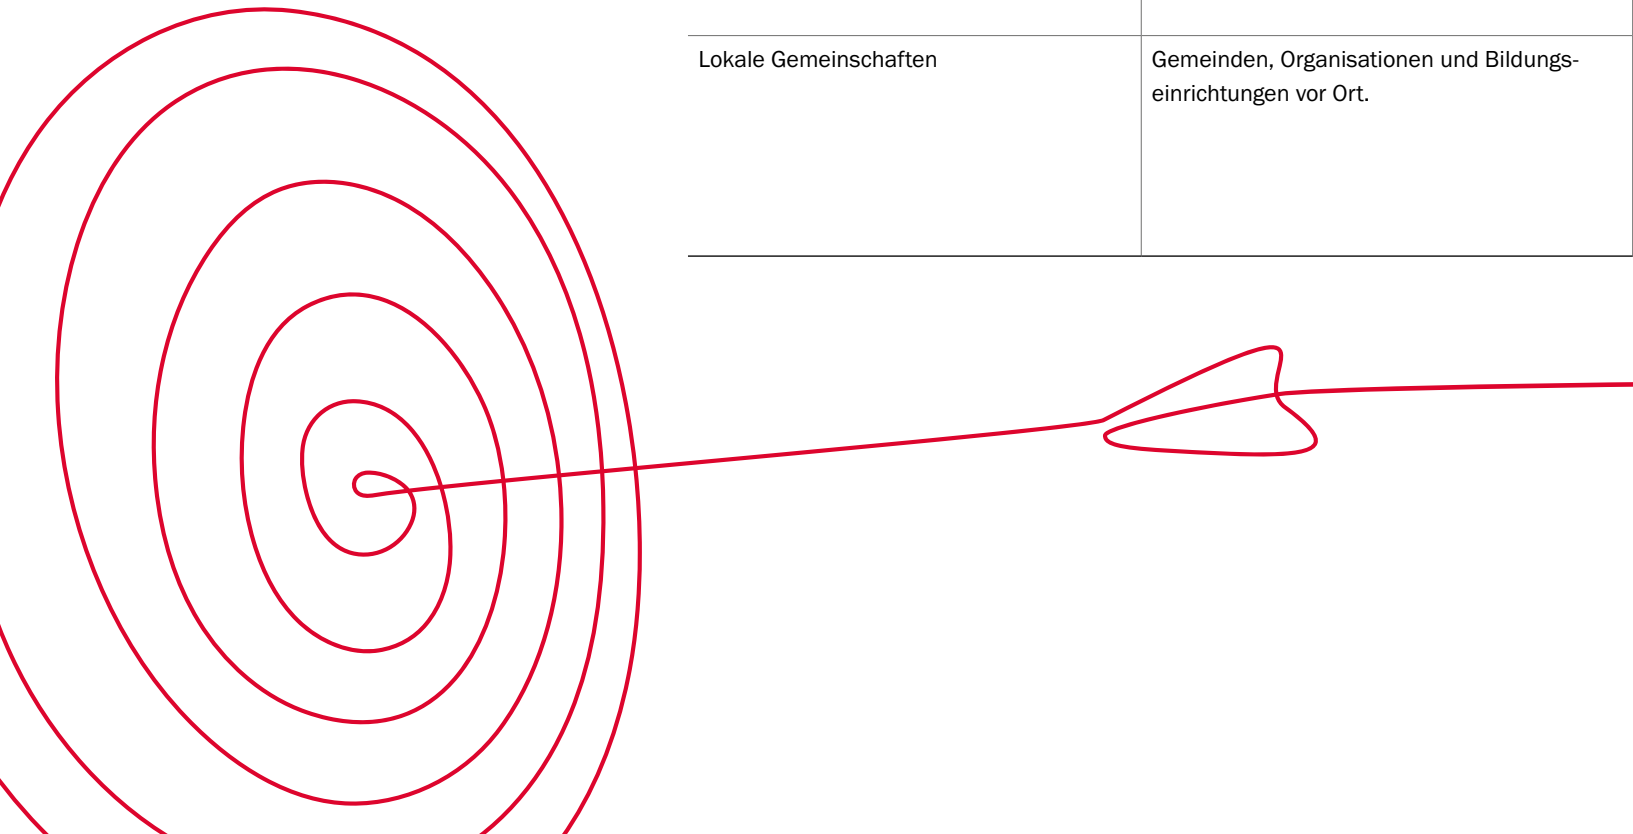 Lokale Gemeinschaften
Gemeinden, Organisationen und Bildungs-
einrichtungen vor Ort.